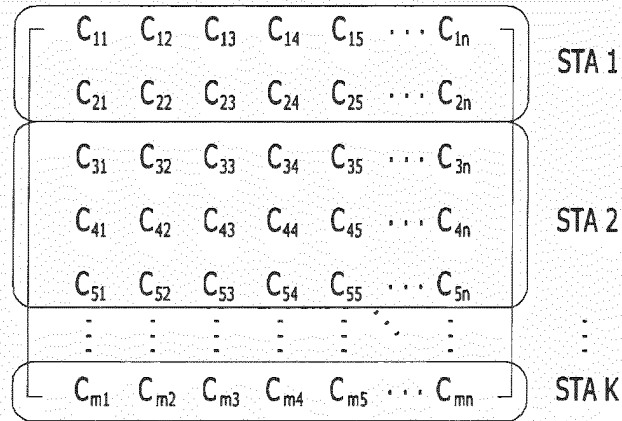 C₁₁ C₁₂ C₁₃ C₁₄ C₁₅ ··· C₁ₙ STA 1
C₂₁ C₂₂ C₂₃ C₂₄ C₂₅ ··· C₂ₙ
C₃₁ C₃₂ C₃₃ C₃₄ C₃₅ ··· C₃ₙ
C₄₁ C₄₂ C₄₃ C₄₄ C₄₅ ··· C₄ₙ STA 2
C₅₁ C₅₂ C₅₃ C₅₄ C₅₅ ··· C₅ₙ
⋮ ⋮ ⋮ ⋮ ⋮ ⋱ ⋮ ⋮
Cₘ₁ Cₘ₂ Cₘ₃ Cₘ₄ Cₘ₅ ··· Cₘₙ STA K